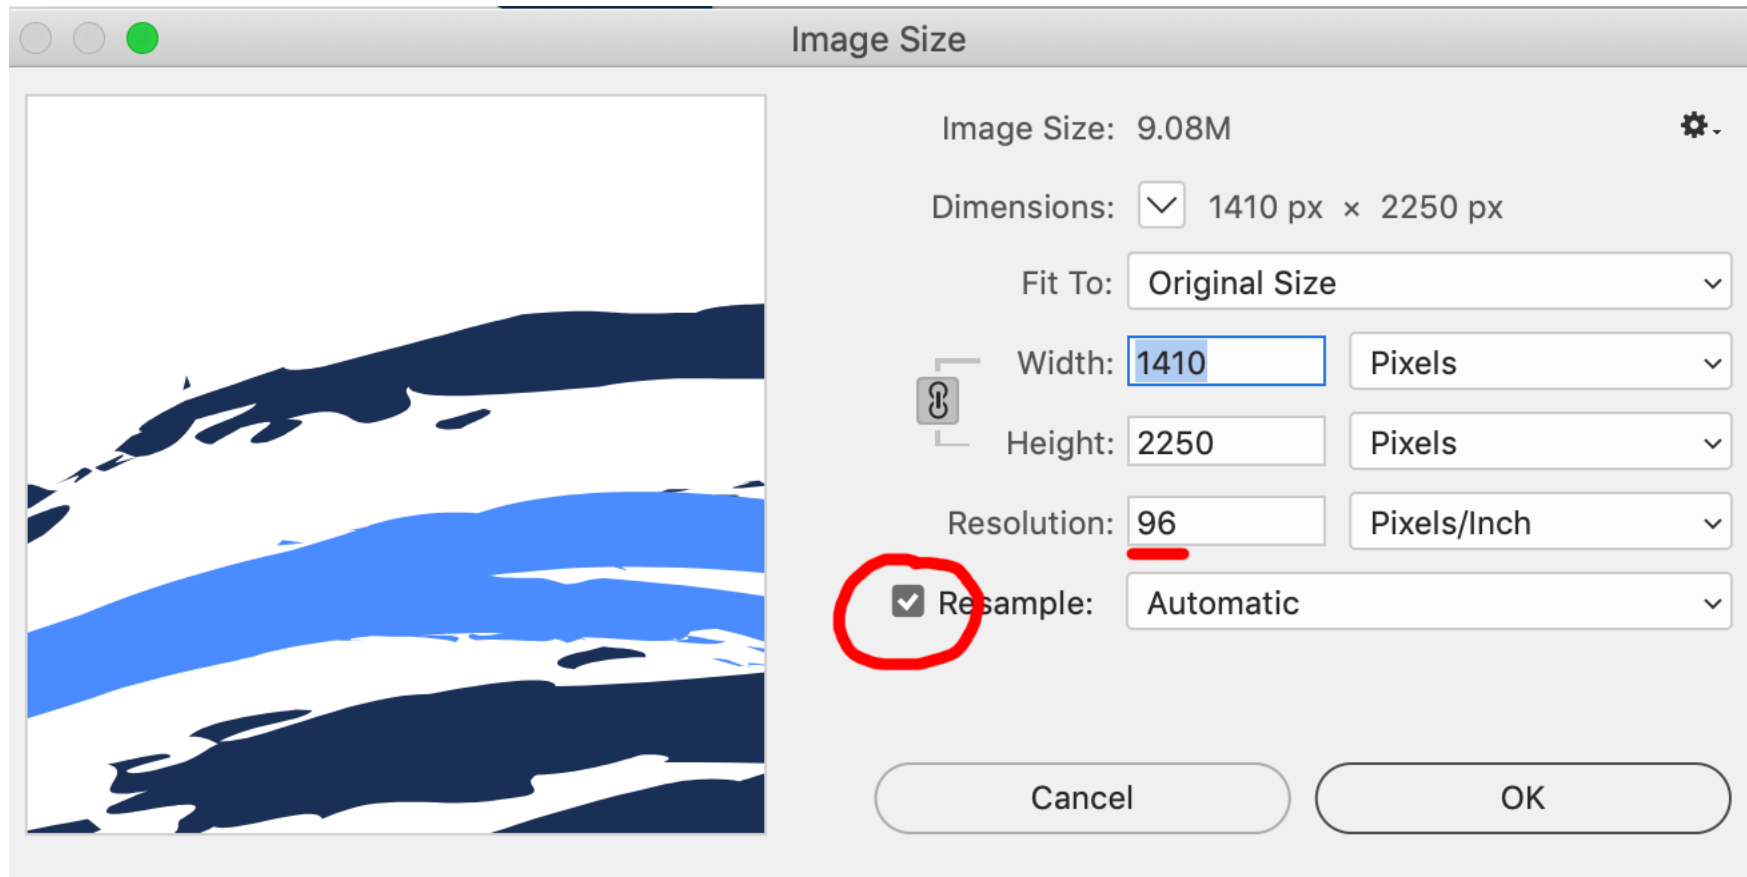 Image Size
Image Size: 9.08M
Dimensions: 1410 px × 2250 px
Fit To: Original Size
Width: 1410 Pixels
Height: 2250 Pixels
Resolution: 96 Pixels/Inch
Resample: Automatic
Cancel OK